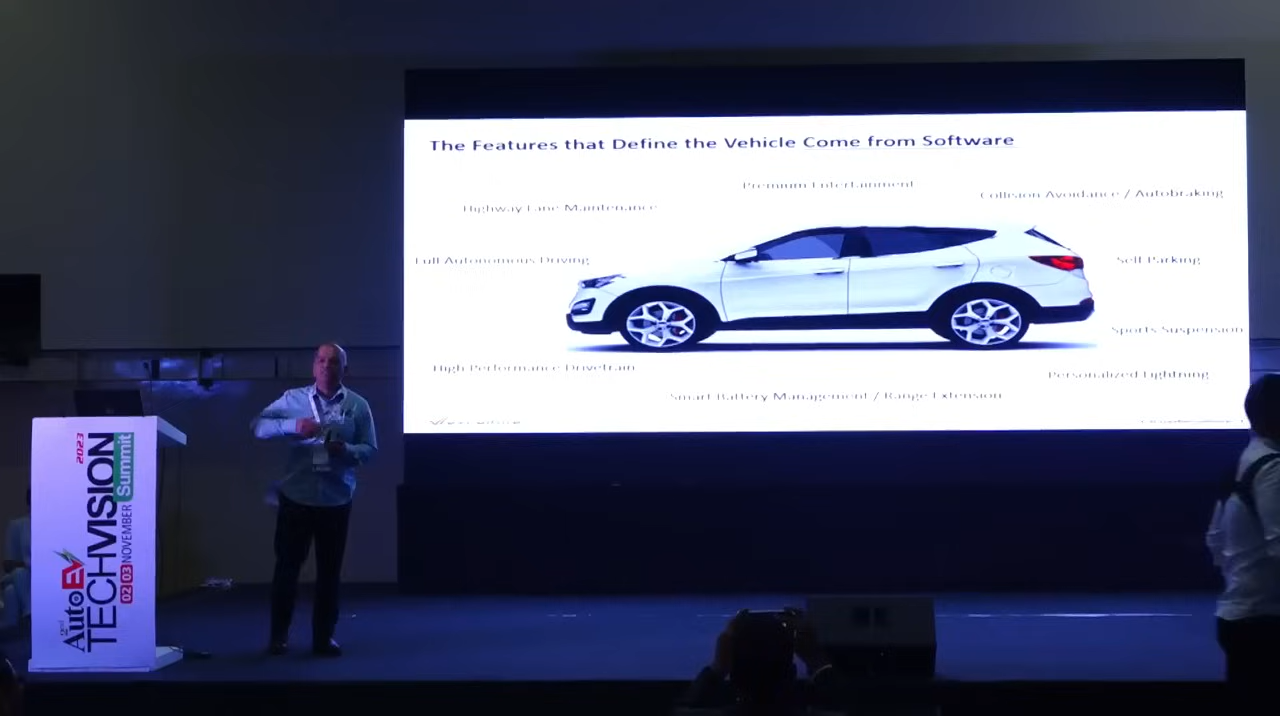 The Features that Define the Vehicle Come from Software
Premium Entertainment
Collision Avoidance / Autobraking
Highway Lane Maintenance
Full Autonomous Driving
Self Parking
Sports Suspension
High Performance Drivetrain
Personalized Lightning
Smart Battery Management / Range Extension
2023
AutoEV
TECHVISION
Summit
02 03 NOVEMBER